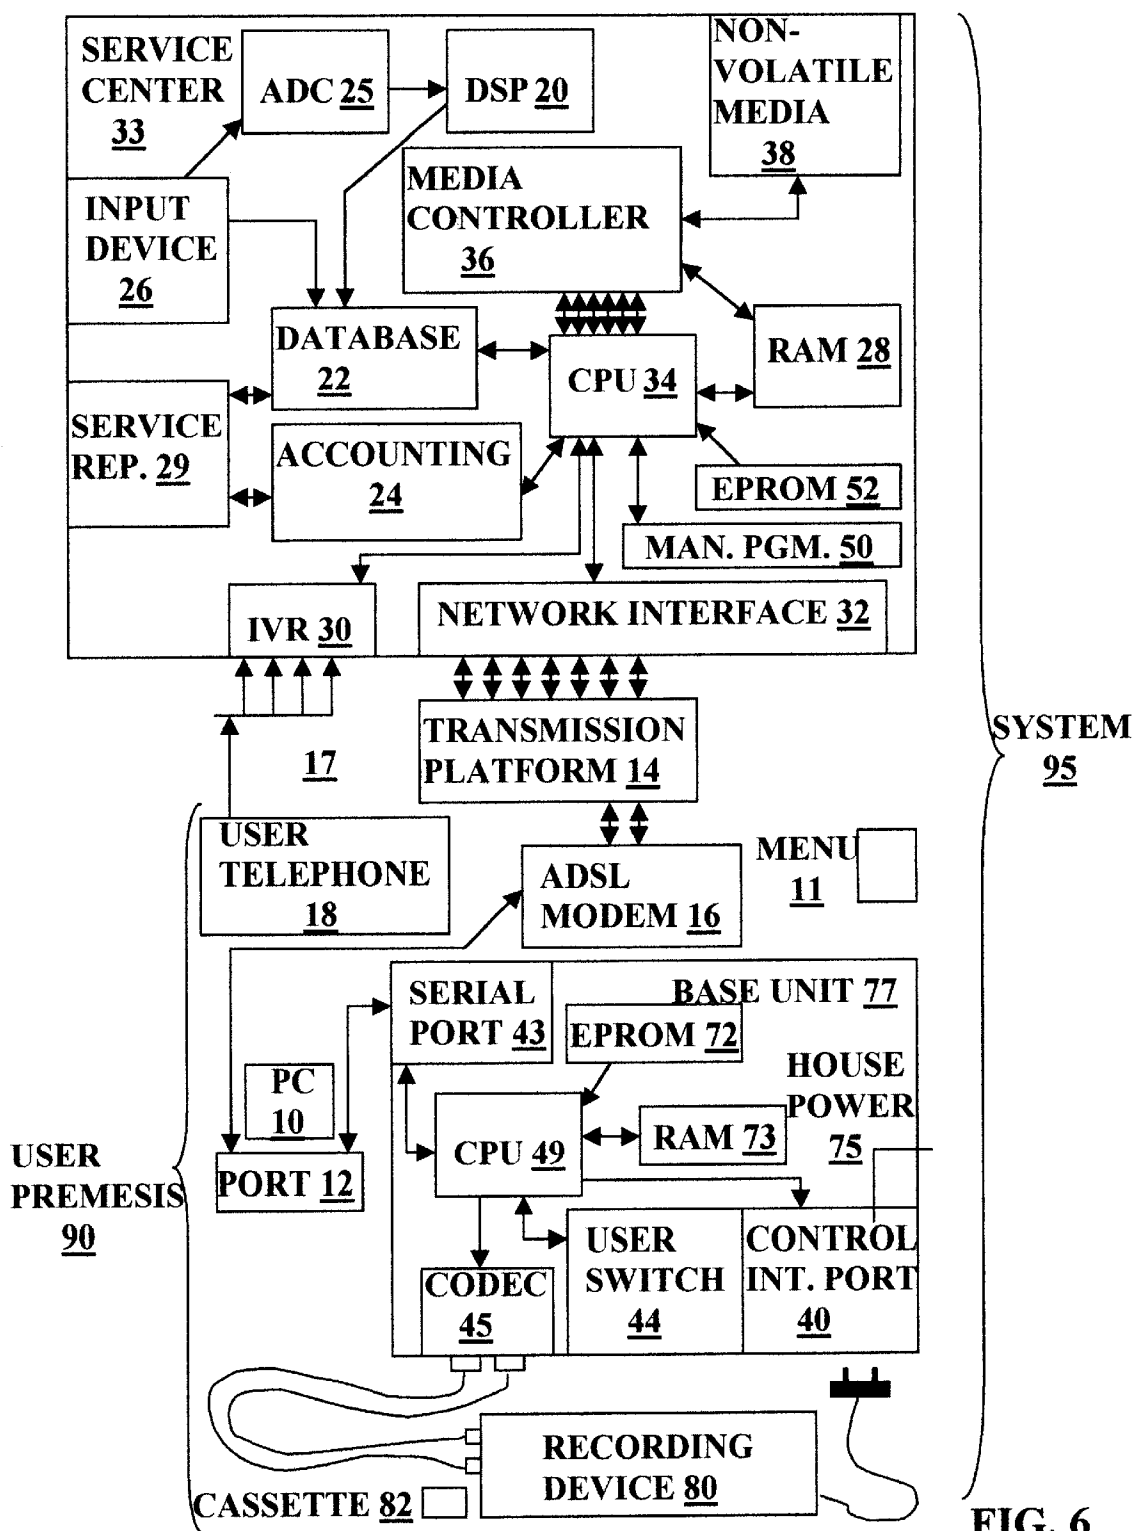 SERVICE
CENTER
33
ADC 25
DSP 20
NON-
VOLATILE
MEDIA
38
INPUT
DEVICE
26
MEDIA
CONTROLLER
36
DATABASE
22
CPU 34
RAM 28
SERVICE
REP. 29
ACCOUNTING
24
EPROM 52
MAN. PGM. 50
IVR 30
NETWORK INTERFACE 32
SYSTEM
95
17
TRANSMISSION
PLATFORM 14
USER
TELEPHONE
18
ADSL
MODEM 16
MENU
11
SERIAL
PORT 43
BASE UNIT 77
EPROM 72
HOUSE
POWER
75
PC
10
CPU 49
RAM 73
PORT 12
USER
PREMESIS
90
USER
SWITCH
44
CONTROL
INT. PORT
40
CODEC
45
RECORDING
DEVICE 80
CASSETTE 82
FIG. 6